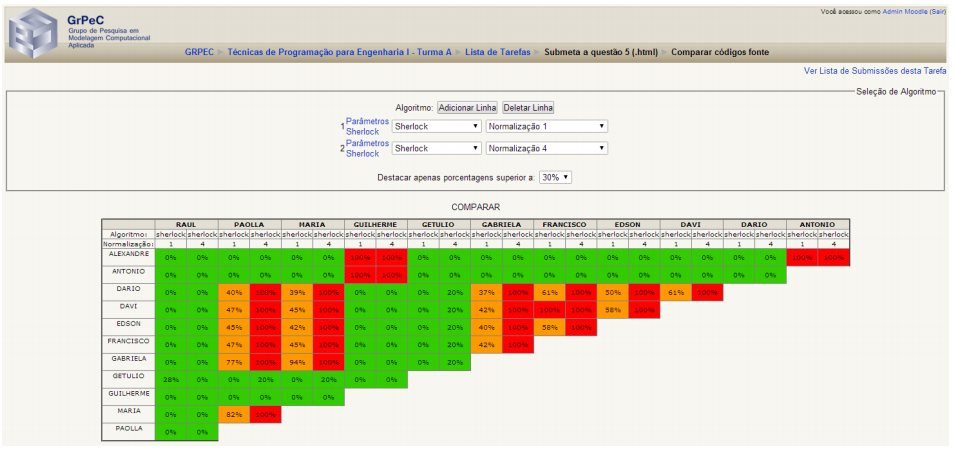 Você acessou como Admin Moodle (Sair)
GrPeC
Grupo de Pesquisa em
Modelagem Computacional
Aplicada
GRPEC ► Técnicas de Programação para Engenharia I - Turma A ► Lista de Tarefas ► Submeta a questão 5 (.html) ► Comparar códigos fonte
Ver Lista de Submissões desta Tarefa
Seleção de Algoritmo
Algoritmo: Adicionar Linha Deletar Linha
1 Parâmetros Sherlock Sherlock Normalização 1
2 Parâmetros Sherlock Sherlock Normalização 4
Destacar apenas porcentagens superior a: 30%
COMPARAR
RAUL PAOLLA MARIA GUILHERME GETULIO GABRIELA FRANCISCO EDSON DAVI DARIO ANTONIO
Algoritmo: sherlock sherlock sherlock sherlock sherlock sherlock sherlock sherlock sherlock sherlock sherlock sherlock sherlock sherlock sherlock sherlock sherlock sherlock sherlock sherlock sherlock sherlock
Normalização: 1 4 1 4 1 4 1 4 1 4 1 4 1 4 1 4 1 4 1 4 1 4
ALEXANDRE 0% 0% 0% 0% 0% 0% 100% 100% 0% 0% 0% 0% 0% 0% 0% 0% 0% 0% 0% 0% 100% 100%
ANTONIO 0% 0% 0% 0% 0% 0% 100% 100% 0% 0% 0% 0% 0% 0% 0% 0% 0% 0% 0% 0%
DARIO 0% 0% 40% 100% 39% 100% 0% 0% 0% 20% 37% 100% 61% 100% 50% 100% 61% 100%
DAVI 0% 0% 47% 100% 45% 100% 0% 0% 0% 20% 42% 100% 100% 100% 58% 100%
EDSON 0% 0% 45% 100% 42% 100% 0% 0% 0% 20% 40% 100% 58% 100%
FRANCISCO 0% 0% 47% 100% 45% 100% 0% 0% 0% 20% 42% 100%
GABRIELA 0% 0% 77% 100% 94% 100% 0% 0% 0% 20%
GETULIO 28% 0% 0% 20% 0% 20% 0% 0%
GUILHERME 0% 0% 0% 0% 0% 0%
MARIA 0% 0% 82% 100%
PAOLLA 0% 0%